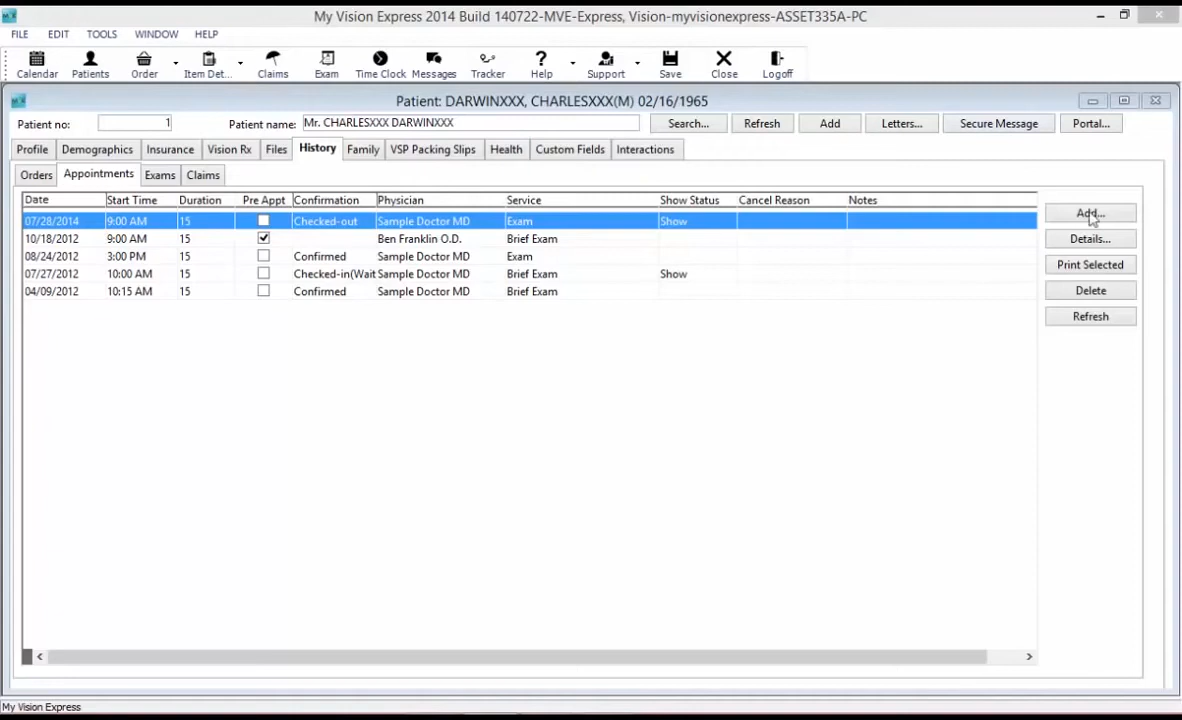 My Vision Express 2014 Build 140722-MVE-Express, Vision-myvisionexpress-ASSET335A-PC
FILE EDIT TOOLS WINDOW HELP
Calendar Patients Order Item Det... Claims Exam Time Clock Messages Tracker Help Support Save Close Logoff
Patient: DARWINXXX, CHARLESXXX(M) 02/16/1965
Patient no: 1 Patient name: Mr. CHARLESXXX DARWINXXX Search... Refresh Add Letters... Secure Message Portal...
Profile Demographics Insurance Vision Rx Files History Family VSP Packing Slips Health Custom Fields Interactions
Orders Appointments Exams Claims
Date Start Time Duration Pre Appt Confirmation Physician Service Show Status Cancel Reason Notes
07/28/2014 9:00 AM 15 Checked-out Sample Doctor MD Exam Show
10/18/2012 9:00 AM 15 Ben Franklin O.D. Brief Exam
08/24/2012 3:00 PM 15 Confirmed Sample Doctor MD Exam
07/27/2012 10:00 AM 15 Checked-in(Wait Sample Doctor MD Brief Exam Show
04/09/2012 10:15 AM 15 Confirmed Sample Doctor MD Brief Exam
Add...
Details...
Print Selected
Delete
Refresh
My Vision Express